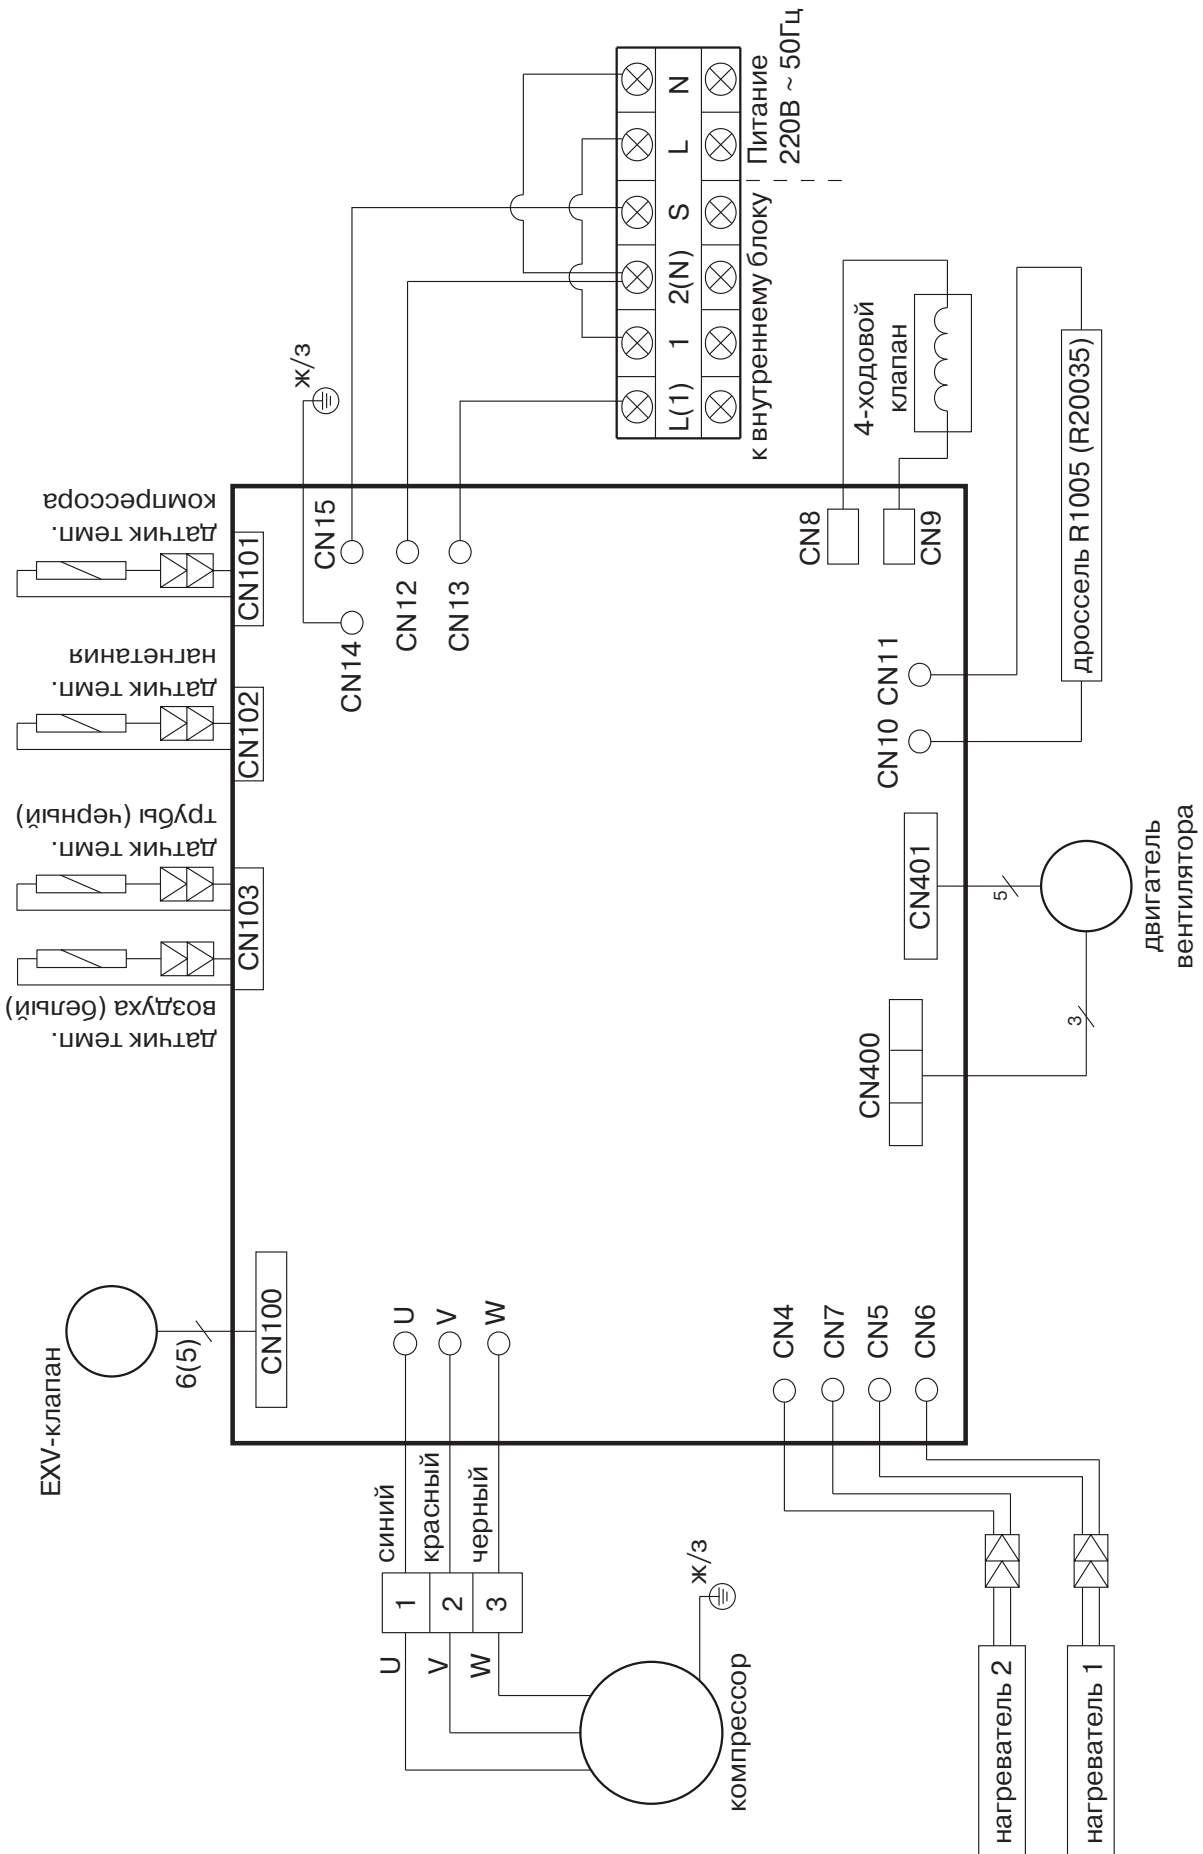 EXV-клапан
6(5)
CN100
датчик темп.
воздуха (белый)
датчик темп.
трубы (черный)
CN103
датчик темп.
нагнетания
CN102
датчик темп.
компрессора
CN101
ж/з
CN14
CN15
CN12
CN13
L(1)
1
2(N)
S
L
N
к внутреннему блоку
Питание
220В ~ 50Гц
U
V
W
синий
красный
черный
1
2
3
U
V
W
компрессор
ж/з
CN4
CN7
CN5
CN6
нагреватель 2
нагреватель 1
CN400
3
CN401
5
двигатель
вентилятора
CN10
CN11
дроссель R1005 (R20035)
CN8
CN9
4-ходовой
клапан